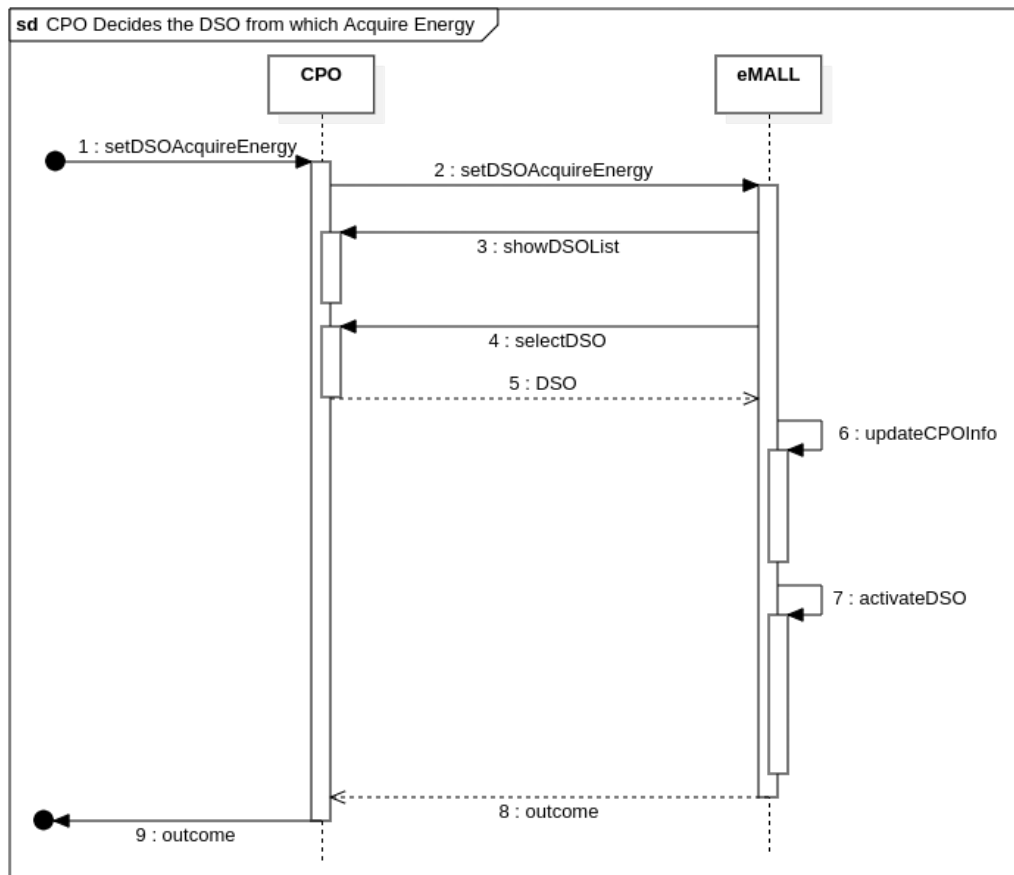 sd CPO Decides the DSO from which Acquire Energy
CPO
eMALL
1 : setDSOAcquireEnergy
2 : setDSOAcquireEnergy
3 : showDSOList
4 : selectDSO
5 : DSO
6 : updateCPOInfo
7 : activateDSO
8 : outcome
9 : outcome